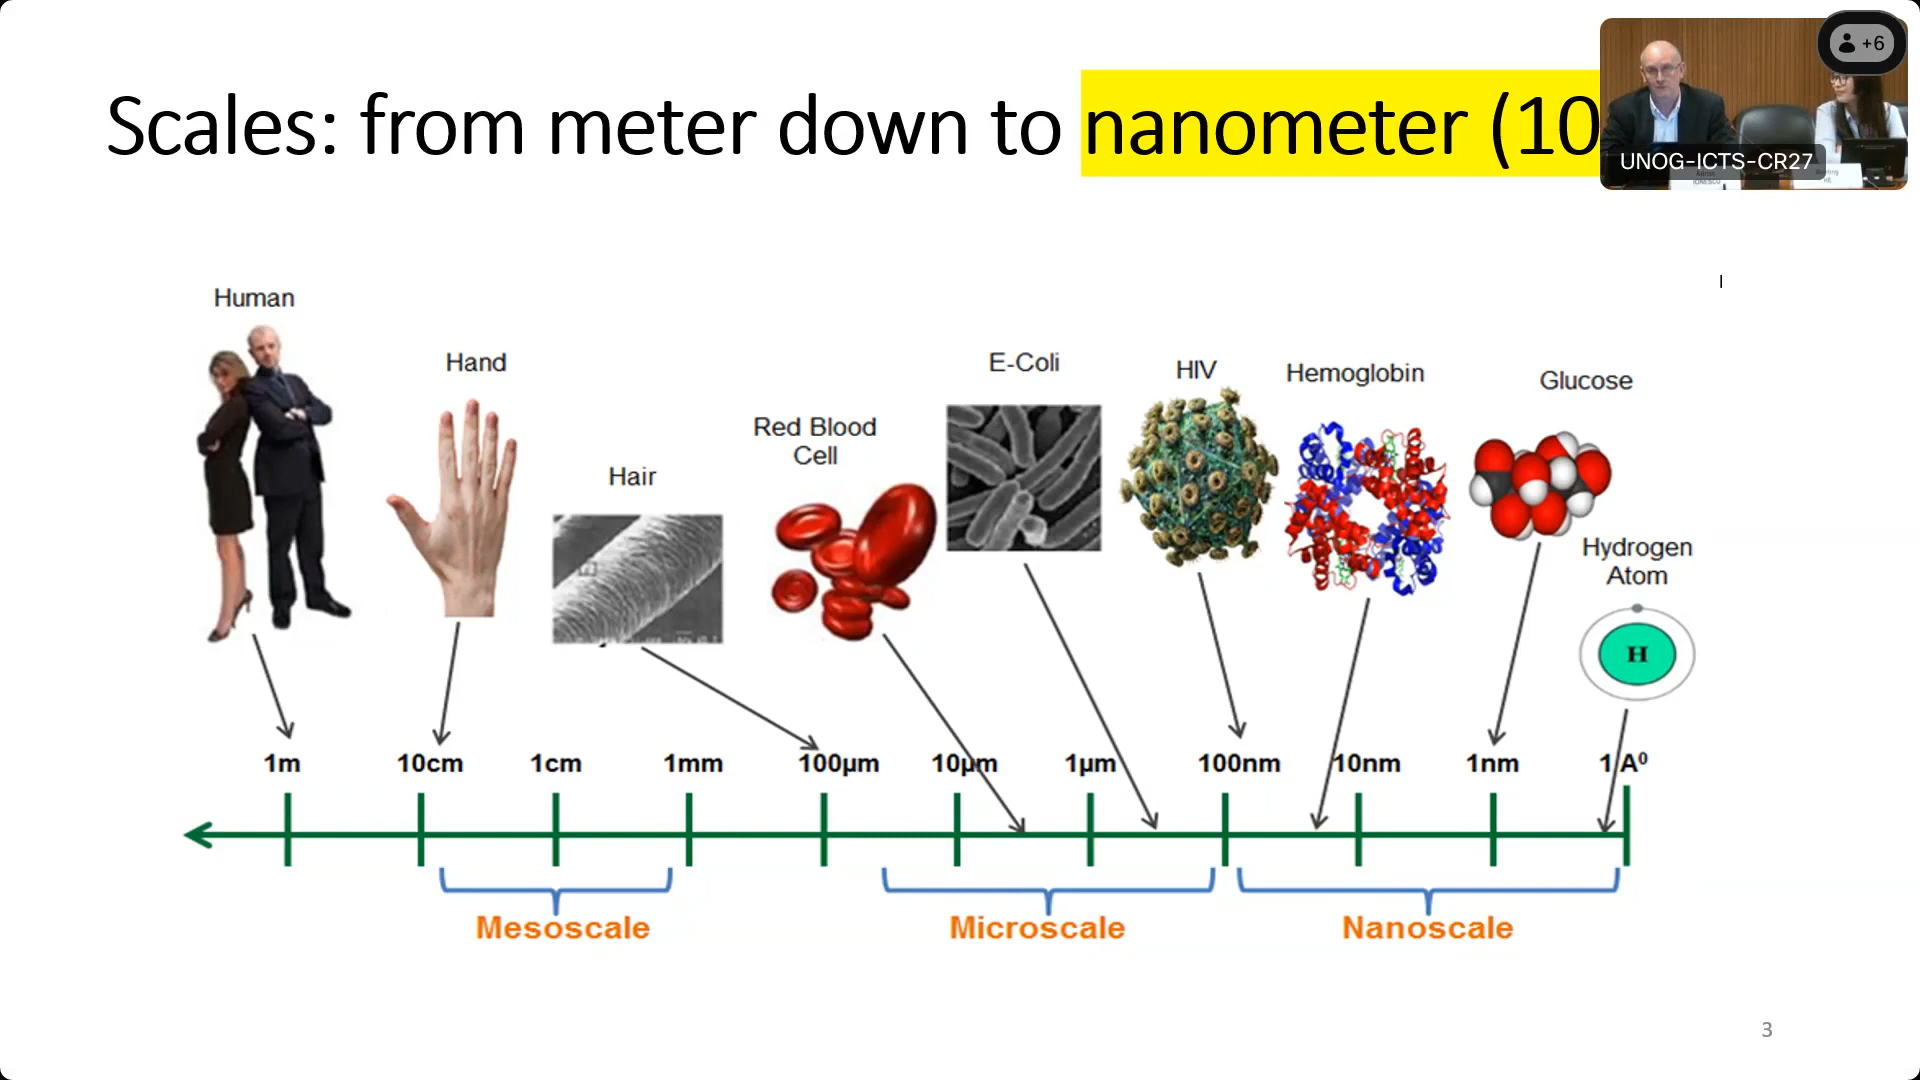 Scales: from meter down to nanometer (10
+6
UNOG-ICTS-CR27
Adrian
IONESCU
Human
Hand
Hair
Red Blood
Cell
E-Coli
HIV
Hemoglobin
Glucose
Hydrogen
Atom
H
1m
10cm
1cm
1mm
100µm
10µm
1µm
100nm
10nm
1nm
1 A⁰
Mesoscale
Microscale
Nanoscale
3